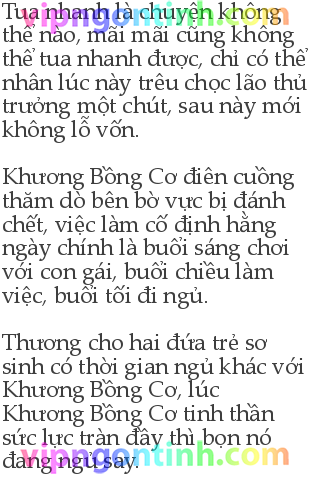 Tua nhanh là chuyện không
thể nào, mãi mãi cũng không
thể tua nhanh được, chỉ có thể
nhân lúc này trêu chọc lão thủ
trưởng một chút, sau này mới
không lỗ vốn.
Khương Bồng Cơ điên cuồng
thăm dò bên bờ vực bị đánh
chết, việc làm cố định hằng
ngày chính là buổi sáng chơi
với con gái, buổi chiều làm
việc, buổi tối đi ngủ.
Thương cho hai đứa trẻ sơ
sinh có thời gian ngủ khác với
Khương Bồng Cơ, lúc
Khương Bồng Cơ tinh thần
sức lực tràn đầy thì bọn nó
đang ngủ say.
vipngontinh.com
vipngontinh.com